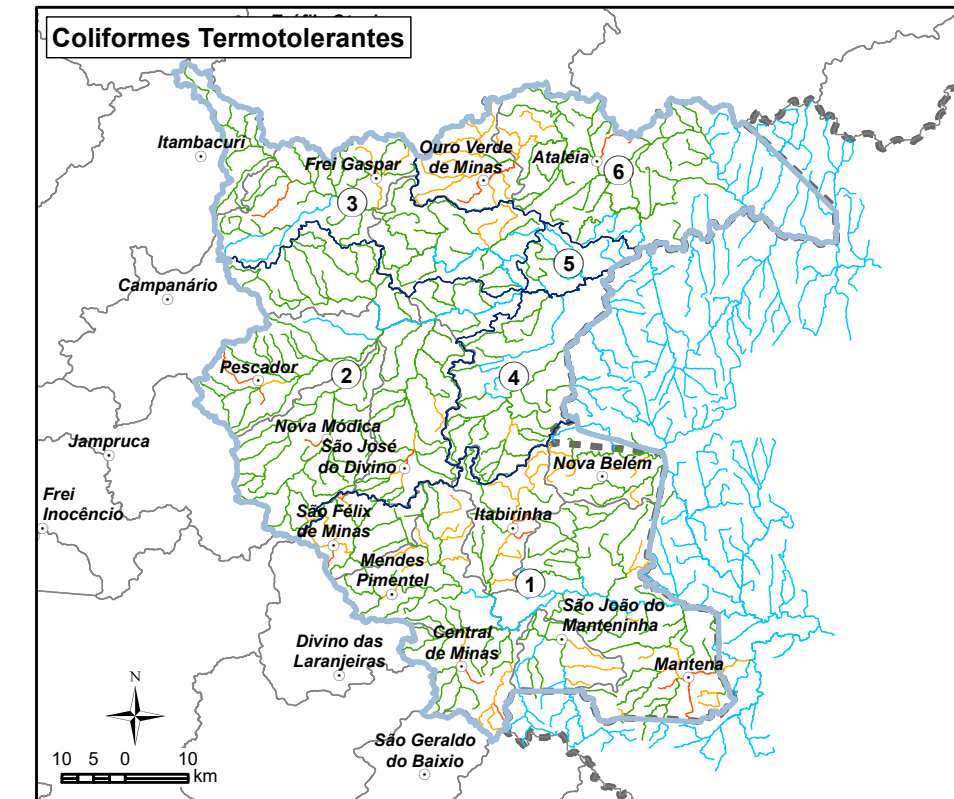 Coliformes Termotolerantes
Itambacuri
Frei Gaspar
Ouro Verde
de Minas
Ataléia
6
3
5
Campanário
Pescador
2
4
Nova Módica
São José
do Divino
Jampruca
Nova Belém
Frei
Inocêncio
São Félix
de Minas
Itabirinha
Mendes
Pimentel
1
São João do
Manteninha
Divino das
Laranjeiras
Central
de Minas
Mantena
N
São Geraldo
do Baixio
10 5 0 10
km